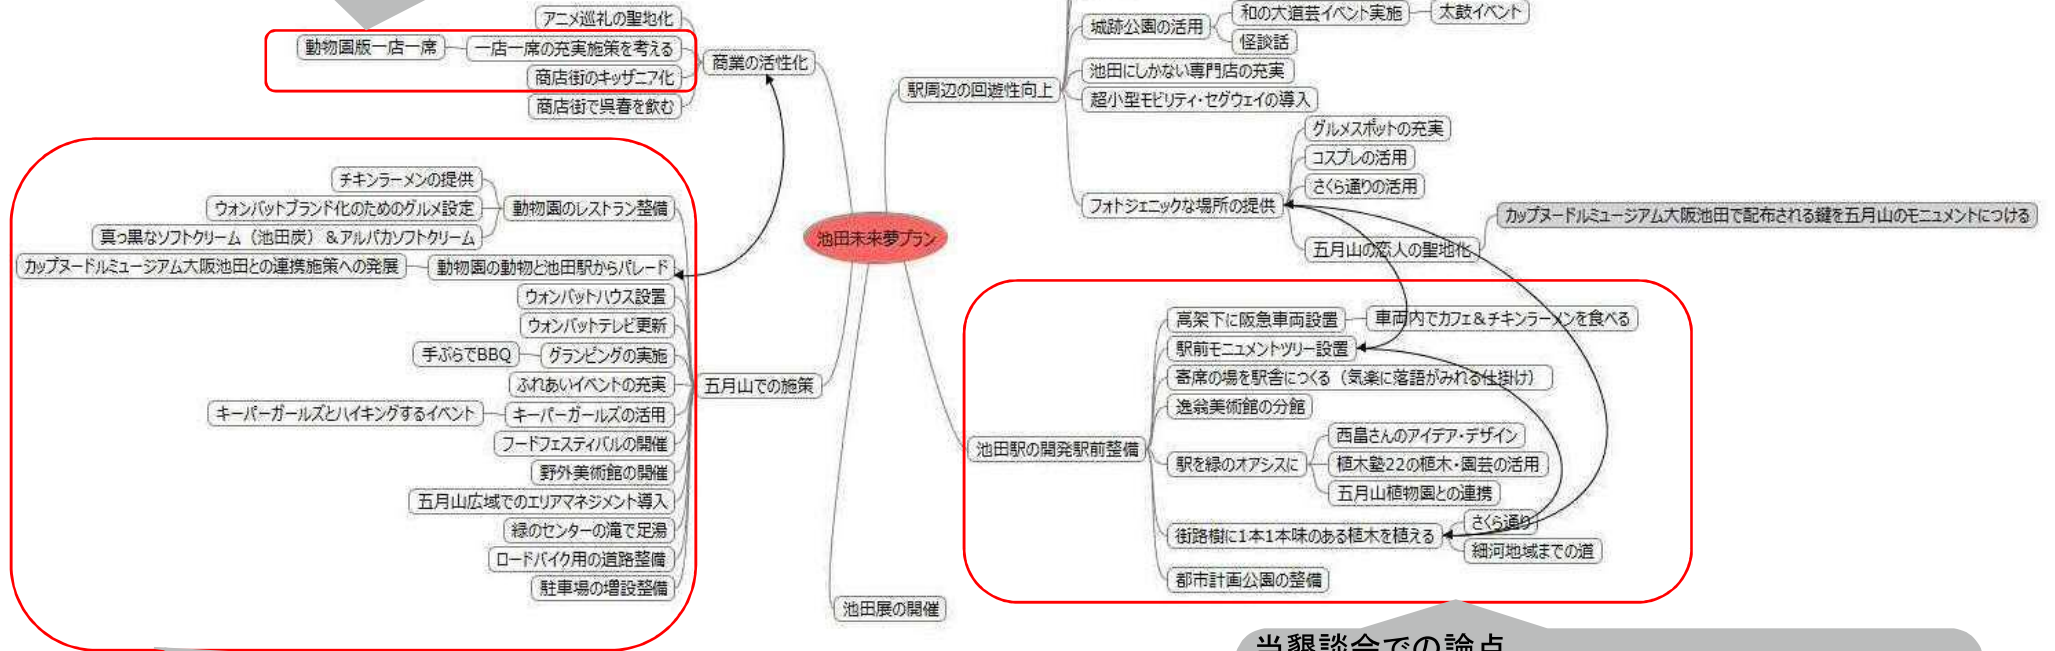 アニメ巡礼の聖地化
動物園版一店一席
一店一席の充実施策を考える
商店街のキッザニア化
商店街で呉春を飲む
商業の活性化
チキンラーメンの提供
ウォンバットブランド化のためのグルメ設定
真っ黒なソフトクリーム（池田炭）＆アルパカソフトクリーム
動物園のレストラン整備
カップヌードルミュージアム大阪池田との連携施策への発展
動物園の動物と池田駅からパレード
ウォンバットハウス設置
ウォンバットテレビ更新
手ぶらでBBQ
グランピングの実施
ふれあいイベントの充実
キーパーガールズとハイキングするイベント
キーパーガールズの活用
フードフェスティバルの開催
野外美術館の開催
五月山広域でのエリアマネジメント導入
緑のセンターの滝で足湯
ロードバイク用の道路整備
駐車場の増設整備
五月山での施策
池田未来夢プラン
駅周辺の回遊性向上
城跡公園の活用
和の大道芸イベント実施
太鼓イベント
怪談話
池田にしかない専門店の充実
超小型モビリティ・セグウェイの導入
フォトジェニックな場所の提供
グルメスポットの充実
コスプレの活用
さくら通りの活用
五月山の恋人の聖地化
カップヌードルミュージアム大阪池田で配布される鍵を五月山のモニュメントにつける
池田駅の開発駅前整備
高架下に阪急車両設置
車両内でカフェ＆チキンラーメンを食べる
駅前モニュメントツリー設置
寄席の場を駅舎につくる（気楽に落語がみれる仕掛け）
逸翁美術館の分館
駅を緑のオアシスに
西畠さんのアイデア・デザイン
植木塾22の植木・園芸の活用
五月山植物園との連携
街路樹に1本1本味のある植木を植える
さくら通り
細河地域までの道
都市計画公園の整備
池田展の開催
当懇談会での論点